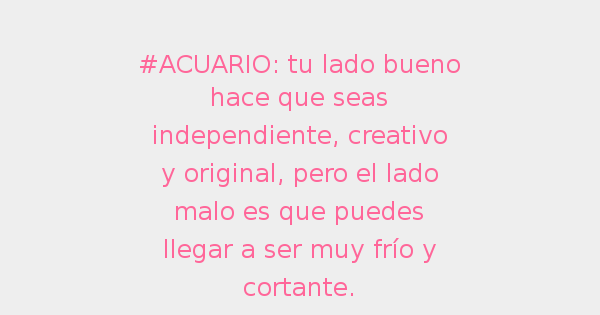 #ACUARIO: tu lado bueno
hace que seas
independiente, creativo
y original, pero el lado
malo es que puedes
llegar a ser muy frío y
cortante.